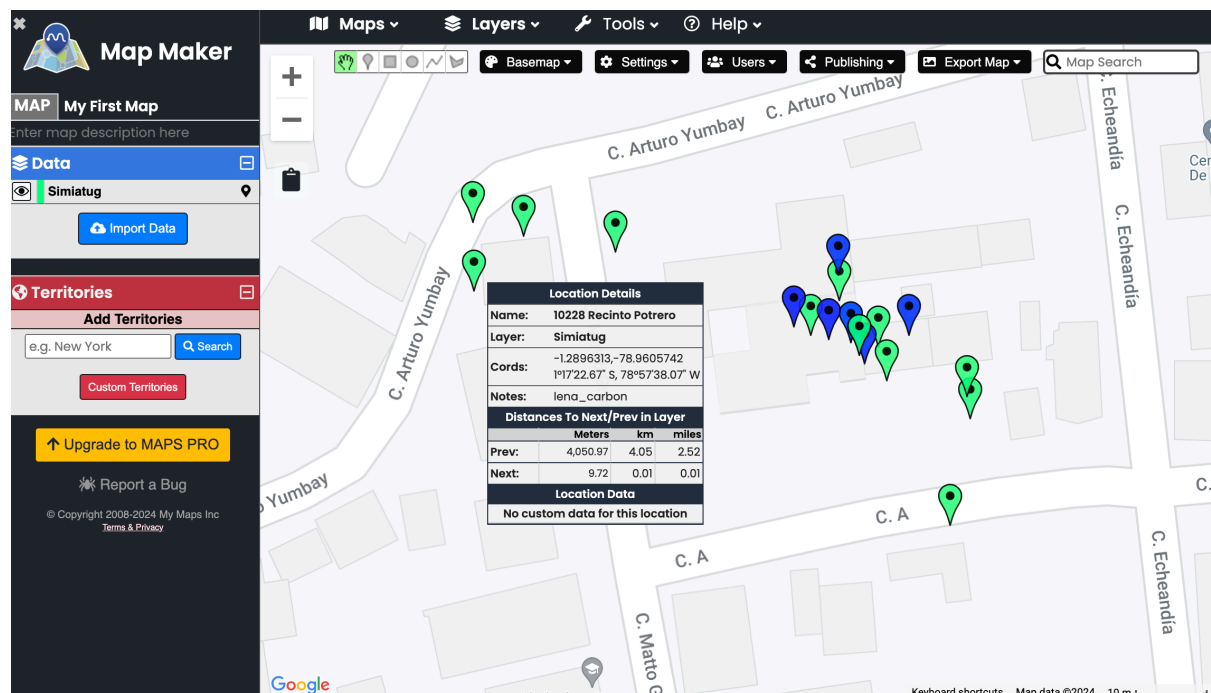 ✖
Map Maker
MAP My First Map
Enter map description here
Data
Simiatug
Import Data
Territories
Add Territories
e.g. New York Search
Custom Territories
Upgrade to MAPS PRO
Report a Bug
© Copyright 2008-2024 My Maps Inc
Terms & Privacy
Maps Layers Tools Help
Basemap Settings Users Publishing Export Map Map Search
+
−
C. Arturo Yumbay
C. Arturo Yumbay
C. Arturo Yumbay
Yumbay
C. Echeandía
C. Echeandía
C. Echeandía
Cer
De
C.
C. A
C. A
C. Matto G
Location Details
Name: 10228 Recinto Potrero
Layer: Simiatug
Cords: -1.2896313,-78.9605742
1º17'22.67" S, 78º57'38.07" W
Notes: lena_carbon
Distances To Next/Prev in Layer
Meters km miles
Prev: 4,050.97 4.05 2.52
Next: 9.72 0.01 0.01
Location Data
No custom data for this location
Google
Keyboard shortcuts Map data ©2024 10 m